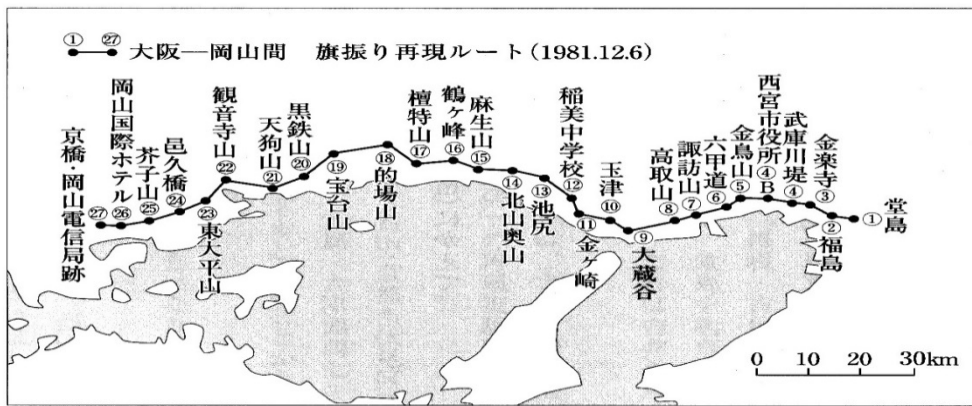 ① ㉗
大阪―岡山間 旗振り再現ルート(1981.12.6)
① 堂島
② 福島
③ 金楽寺
④ 武庫川堤
④B 西宮市役所
⑤ 金鳥山
⑥ 六甲道
⑦ 諏訪山
⑧ 高取山
⑨ 大蔵谷
⑩ 玉津
⑪ 金ヶ崎
⑫ 稲美中学校
⑬ 池尻
⑭ 北山奥山
⑮ 麻生山
⑯ 鶴ヶ峰
⑰ 檀特山
⑱ 的場山
⑲ 宝台山
⑳ 黒鉄山
㉑ 天狗山
㉒ 観音寺山
㉓ 東大平山
㉔ 邑久橋
㉕ 芥子山
㉖ 岡山国際ホテル
㉗ 京橋・岡山電信局跡
0 10 20 30km